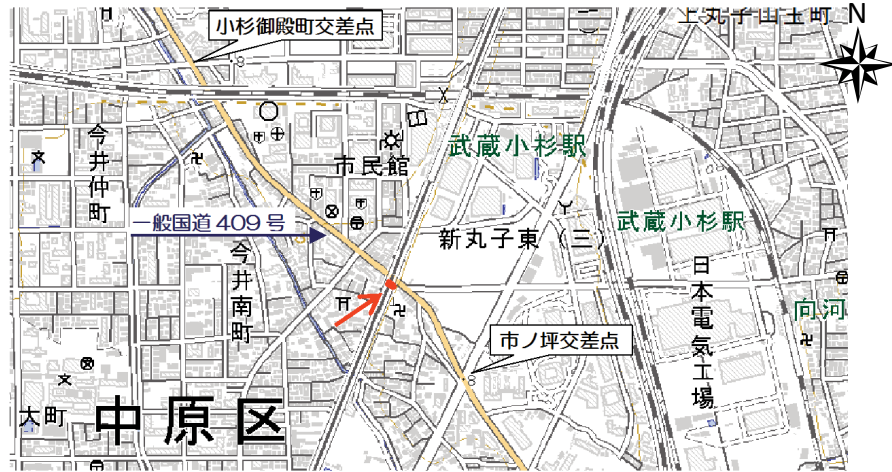 上丸子山王町
N
小杉御殿町交差点
今井仲町
市民館
武蔵小杉駅
一般国道409号
新丸子東（三）
武蔵小杉駅
今井南町
日本電気工場
向河
市ノ坪交差点
中原区